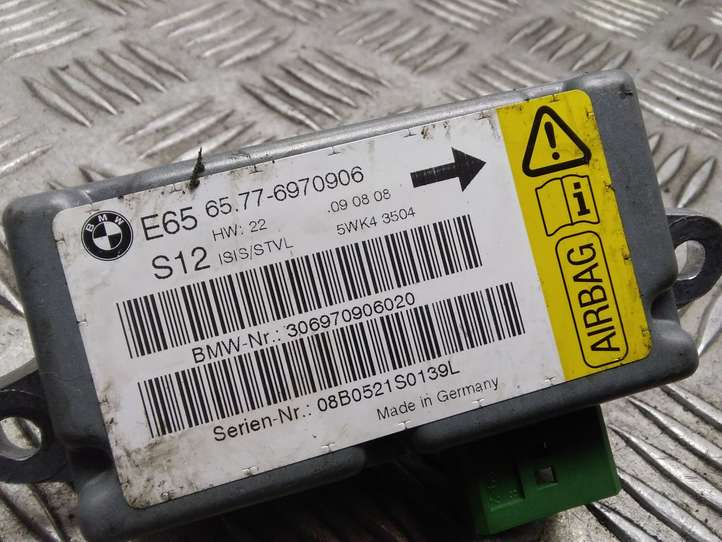 BMW
E65 65.77-6970906
HW: 22 .09 08 08
S12 ISIS/STVL 5WK4 3504
BMW-Nr.: 306970906020
Serien-Nr.: 08B0521S0139L
Made in Germany
i
AIRBAG